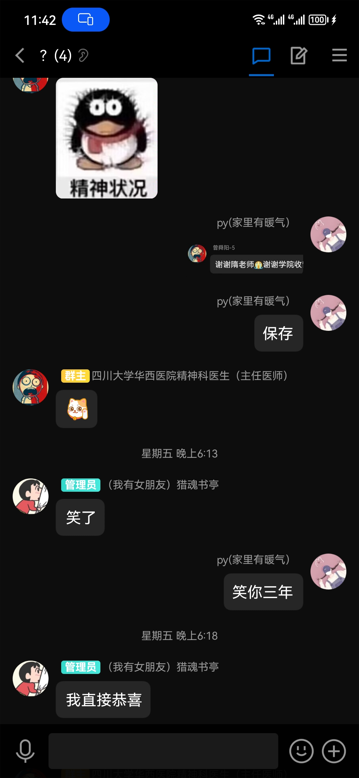 11:42
4G
4G
100
? (4)
精神状况
py(家里有暖气)
曾舜阳-5
谢谢隋老师🏫谢谢学院收
py(家里有暖气)
保存
群主 四川大学华西医院精神科医生（主任医师）
星期五 晚上6:13
管理员 （我有女朋友）猎魂书亭
笑了
py(家里有暖气)
笑你三年
星期五 晚上6:18
管理员 （我有女朋友）猎魂书亭
我直接恭喜